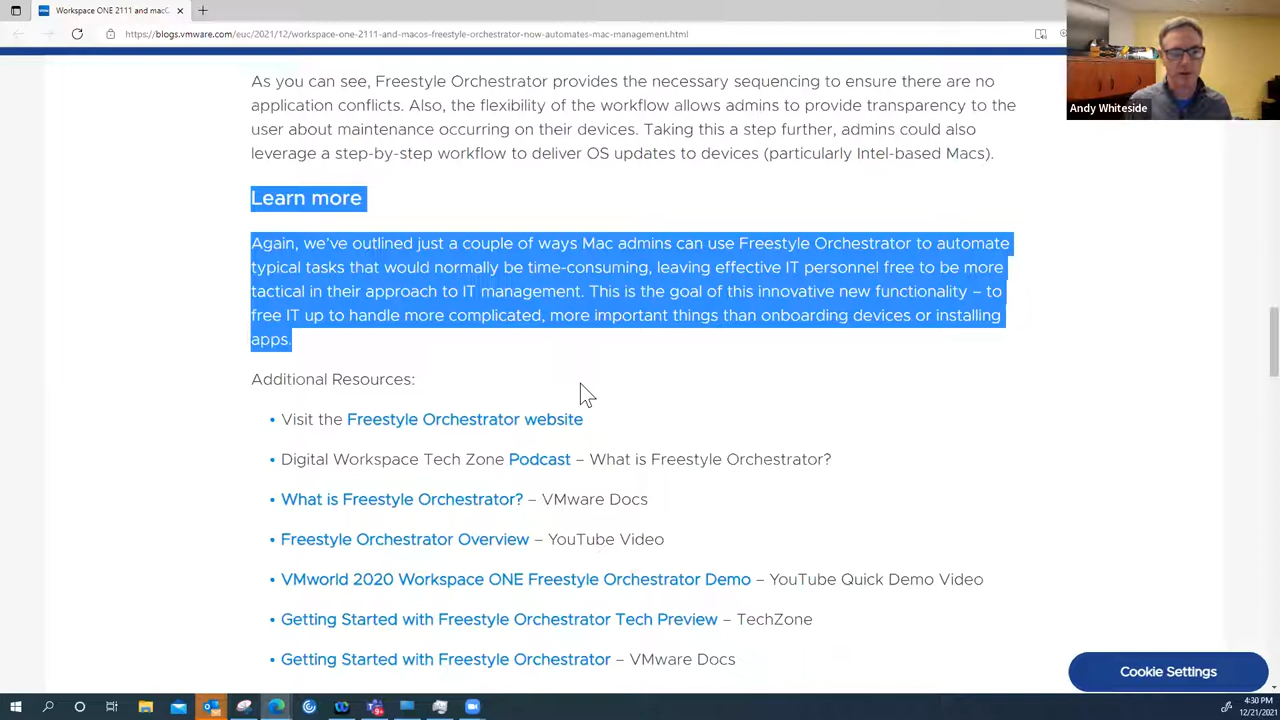 Workspace ONE 2111 and macO
https://blogs.vmware.com/euc/2021/12/workspace-one-2111-and-macos-freestyle-orchestrator-now-automates-mac-management.html
Andy Whiteside
As you can see, Freestyle Orchestrator provides the necessary sequencing to ensure there are no
application conflicts. Also, the flexibility of the workflow allows admins to provide transparency to the
user about maintenance occurring on their devices. Taking this a step further, admins could also
leverage a step-by-step workflow to deliver OS updates to devices (particularly Intel-based Macs).
Learn more
Again, we've outlined just a couple of ways Mac admins can use Freestyle Orchestrator to automate
typical tasks that would normally be time-consuming, leaving effective IT personnel free to be more
tactical in their approach to IT management. This is the goal of this innovative new functionality – to
free IT up to handle more complicated, more important things than onboarding devices or installing
apps.
Additional Resources:
• Visit the Freestyle Orchestrator website
• Digital Workspace Tech Zone Podcast – What is Freestyle Orchestrator?
• What is Freestyle Orchestrator? – VMware Docs
• Freestyle Orchestrator Overview – YouTube Video
• VMworld 2020 Workspace ONE Freestyle Orchestrator Demo – YouTube Quick Demo Video
• Getting Started with Freestyle Orchestrator Tech Preview – TechZone
• Getting Started with Freestyle Orchestrator – VMware Docs
Cookie Settings
4:30 PM
12/21/2021